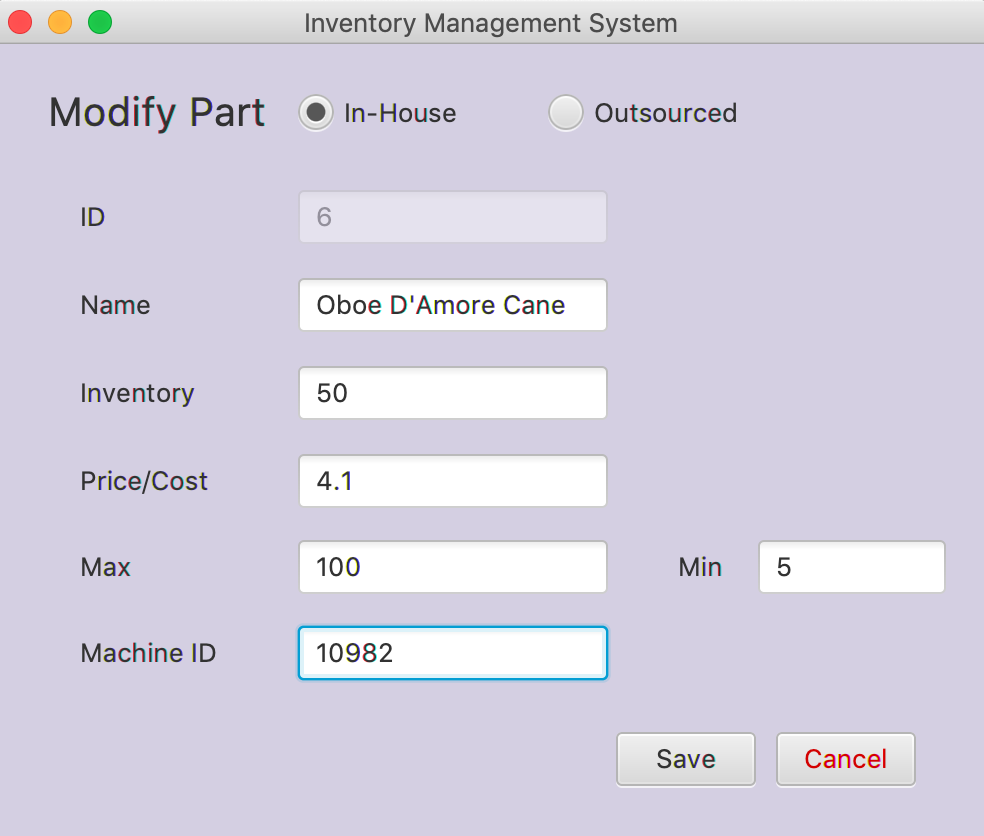 Inventory Management System
Modify Part In-House Outsourced
ID 6
Name Oboe D'Amore Cane
Inventory 50
Price/Cost 4.1
Max 100 Min 5
Machine ID 10982
Save Cancel